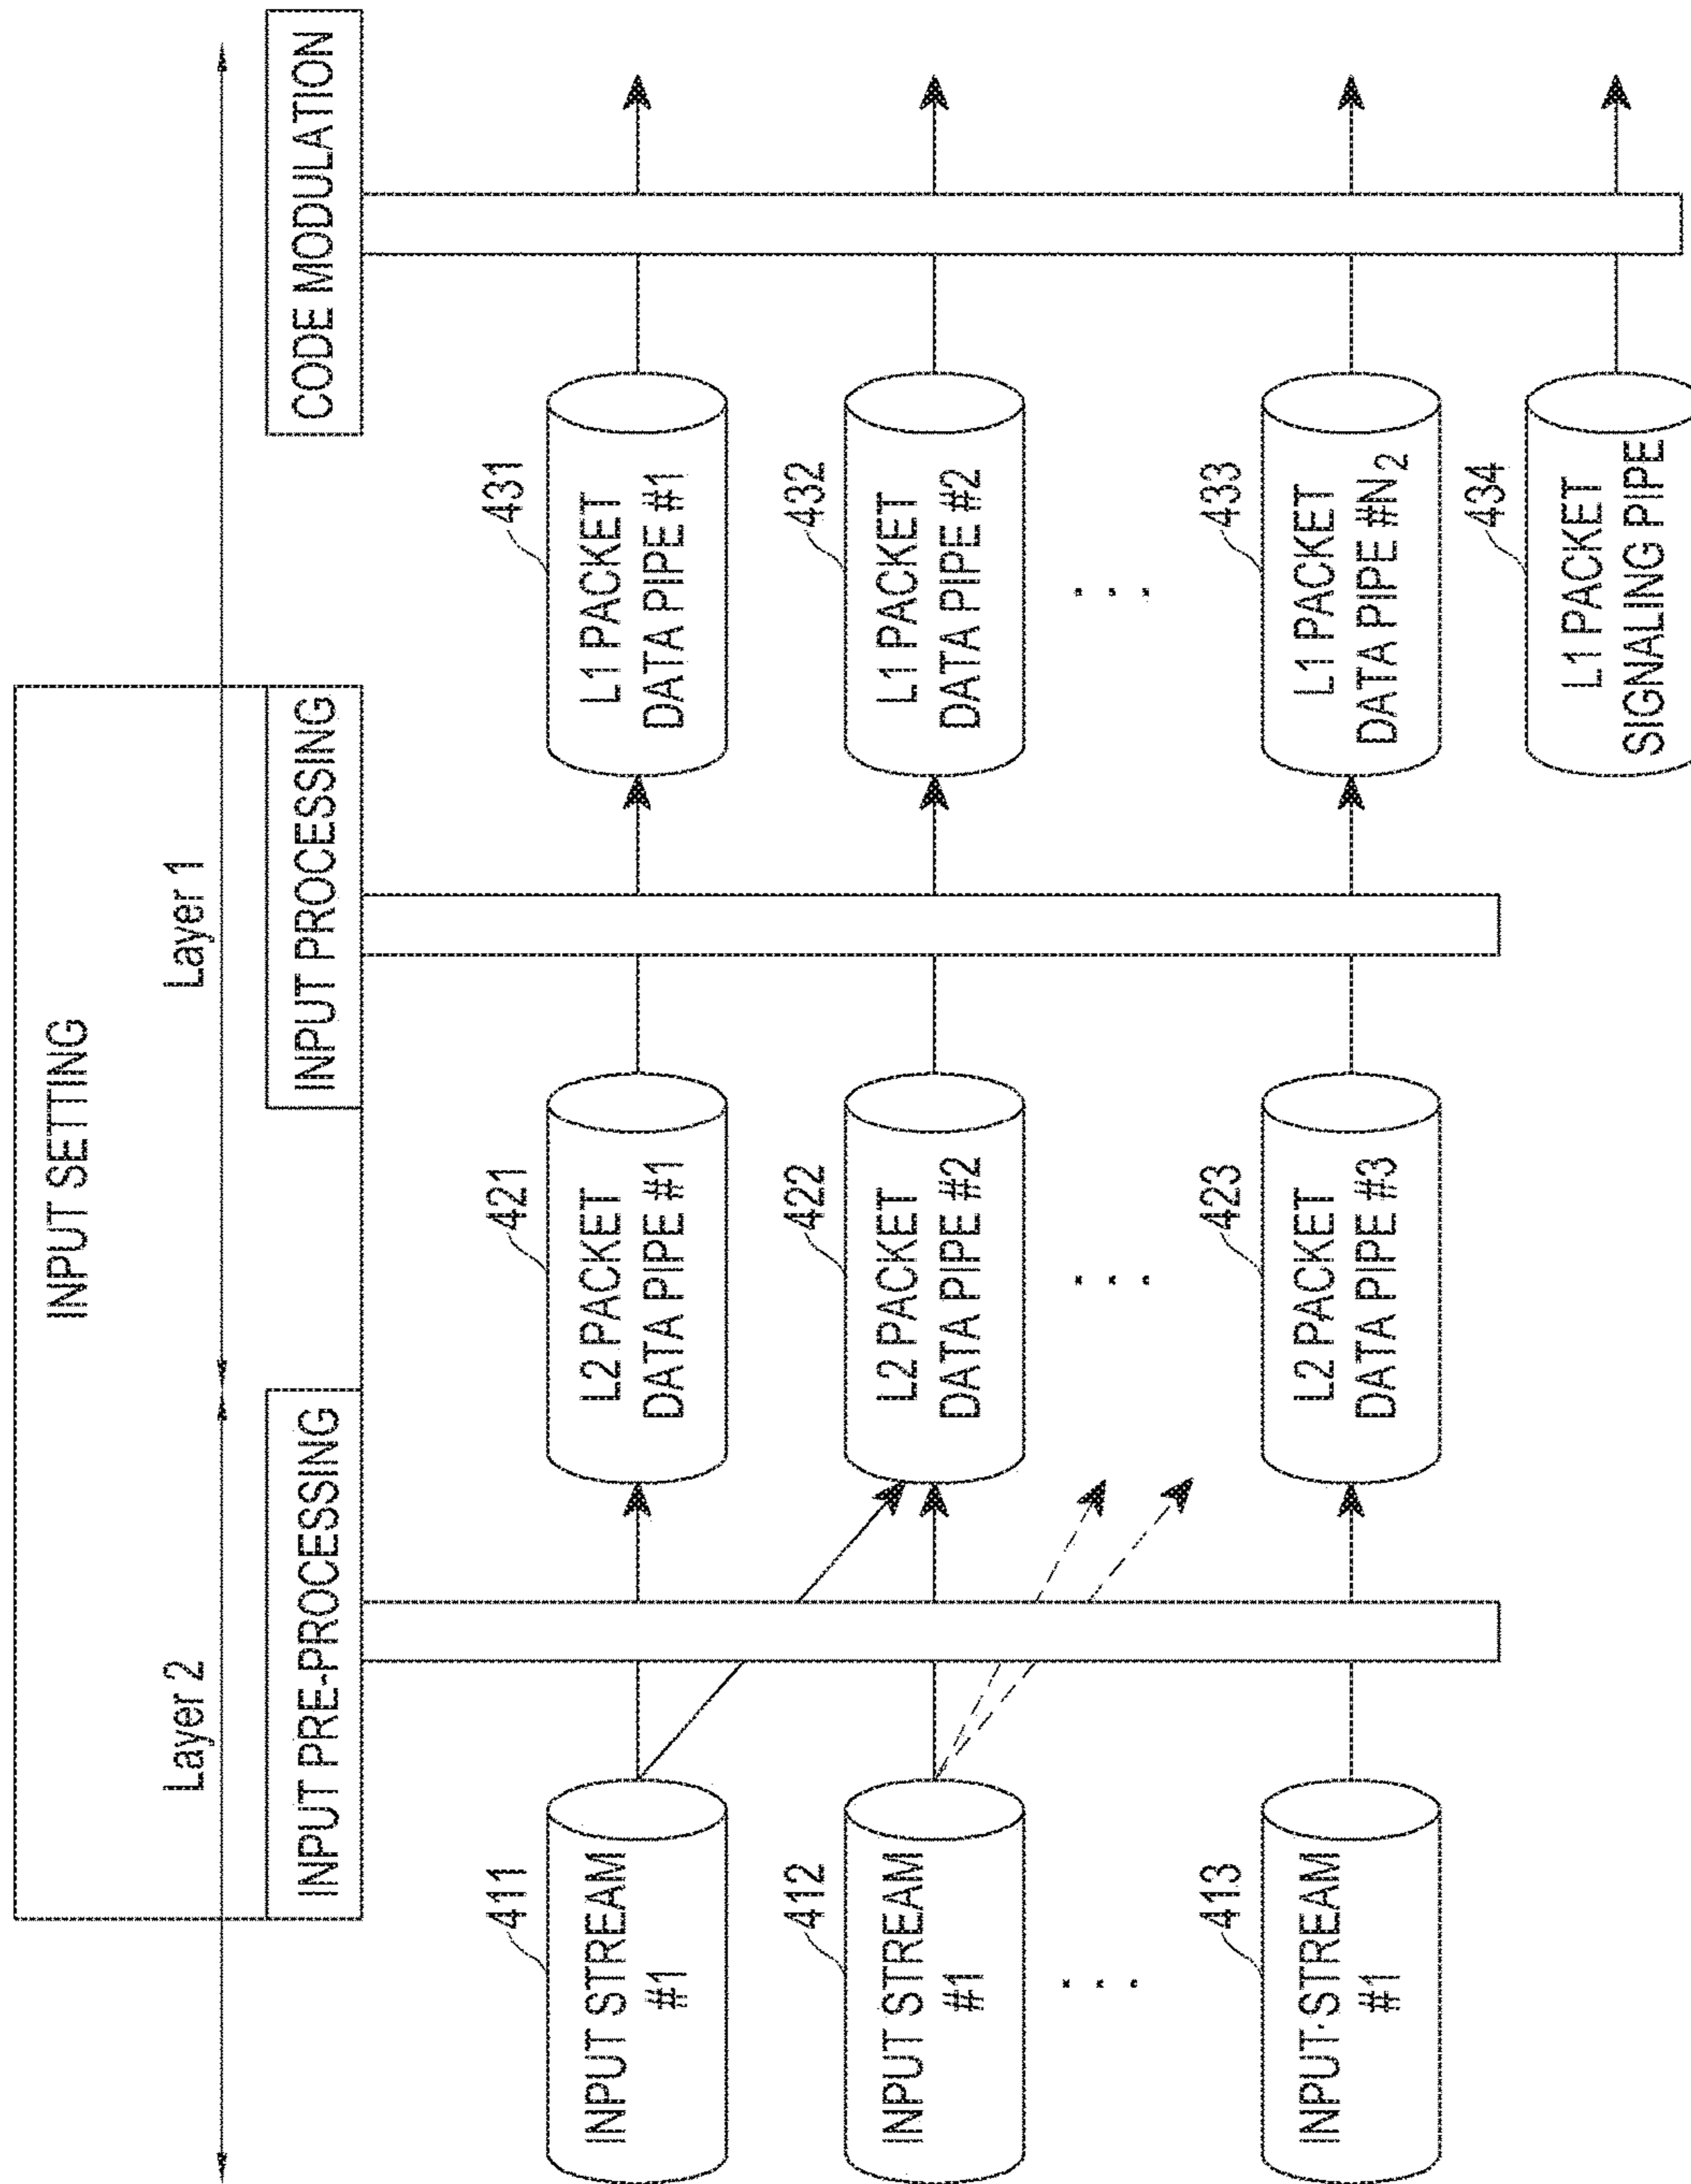 INPUT SETTING
Layer 2
Layer 1
INPUT PRE-PROCESSING
INPUT PROCESSING
CODE MODULATION
411
INPUT STREAM
#1
421
L2 PACKET
DATA PIPE #1
431
L1 PACKET
DATA PIPE #1
412
INPUT STREAM
#1
422
L2 PACKET
DATA PIPE #2
432
L1 PACKET
DATA PIPE #2
. . .
. . .
. . .
413
INPUT STREAM
#1
423
L2 PACKET
DATA PIPE #3
433
L1 PACKET
DATA PIPE #N₂
434
L1 PACKET
SIGNALING PIPE